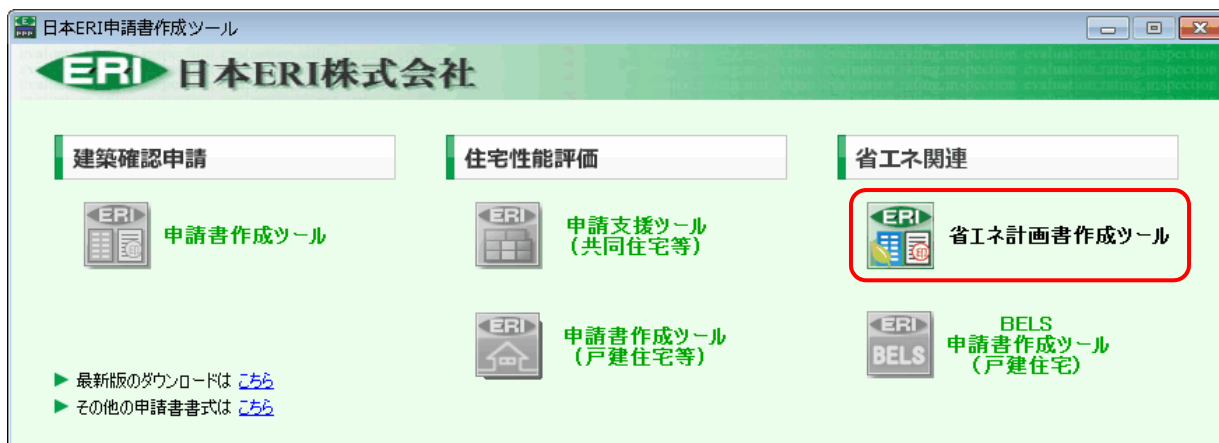 日本ERI申請書作成ツール
ERI 日本ERI株式会社
建築確認申請
住宅性能評価
省エネ関連
ERI
申請書作成ツール
ERI
申請支援ツール
(共同住宅等)
ERI
省エネ計画書作成ツール
ERI
申請書作成ツール
(戸建住宅等)
ERI
BELS
BELS
申請書作成ツール
(戸建住宅)
最新版のダウンロードは こちら
その他の申請書書式は こちら